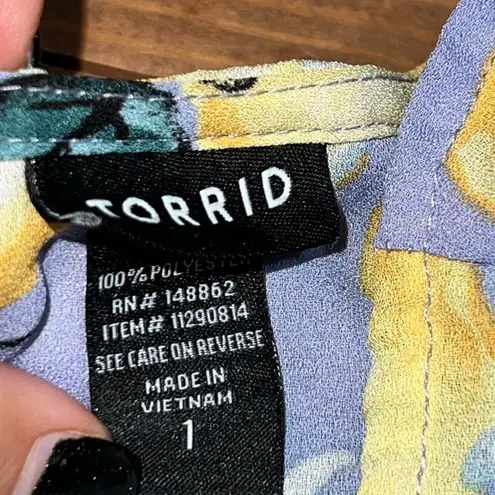 TORRID
100% POLYESTER
RN# 148862
ITEM# 11290814
SEE CARE ON REVERSE
MADE IN
VIETNAM
1